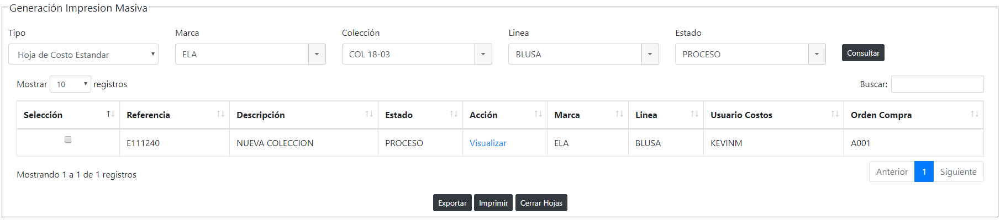 Generación Impresion Masiva
Tipo Marca Colección Linea Estado
Hoja de Costo Estandar ELA COL 18-03 BLUSA PROCESO Consultar
Mostrar 10 registros Buscar:
Selección Referencia Descripción Estado Acción Marca Linea Usuario Costos Orden Compra
E111240 NUEVA COLECCION PROCESO Visualizar ELA BLUSA KEVINM A001
Mostrando 1 a 1 de 1 registros Anterior 1 Siguiente
Exportar Imprimir Cerrar Hojas